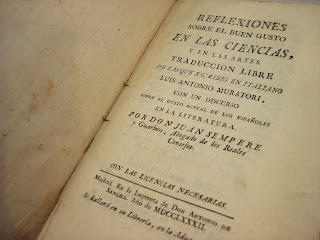 REFLEXIONES
SOBRE EL BUEN GUSTO
EN LAS CIENCIAS,
Y EN LAS ARTES.
TRADUCCION LIBRE
DE LAS QUE ESCRIBIÓ EN ITALIANO
LUIS ANTONIO MURATORI,
CON UN DISCURSO
SOBRE EL GUSTO ACTUAL DE LOS ESPAÑOLES
EN LA LITERATURA.
POR DON JUAN SEMPERE
y Guarinos, Abogado de los Reales
Consejos.
CON LAS LICENCIAS NECESARIAS.
Madrid. En la Imprenta de DON ANTONIO DE
SANCHA. Año de MDCCLXXXII.
Se hallará en su Librería, en la